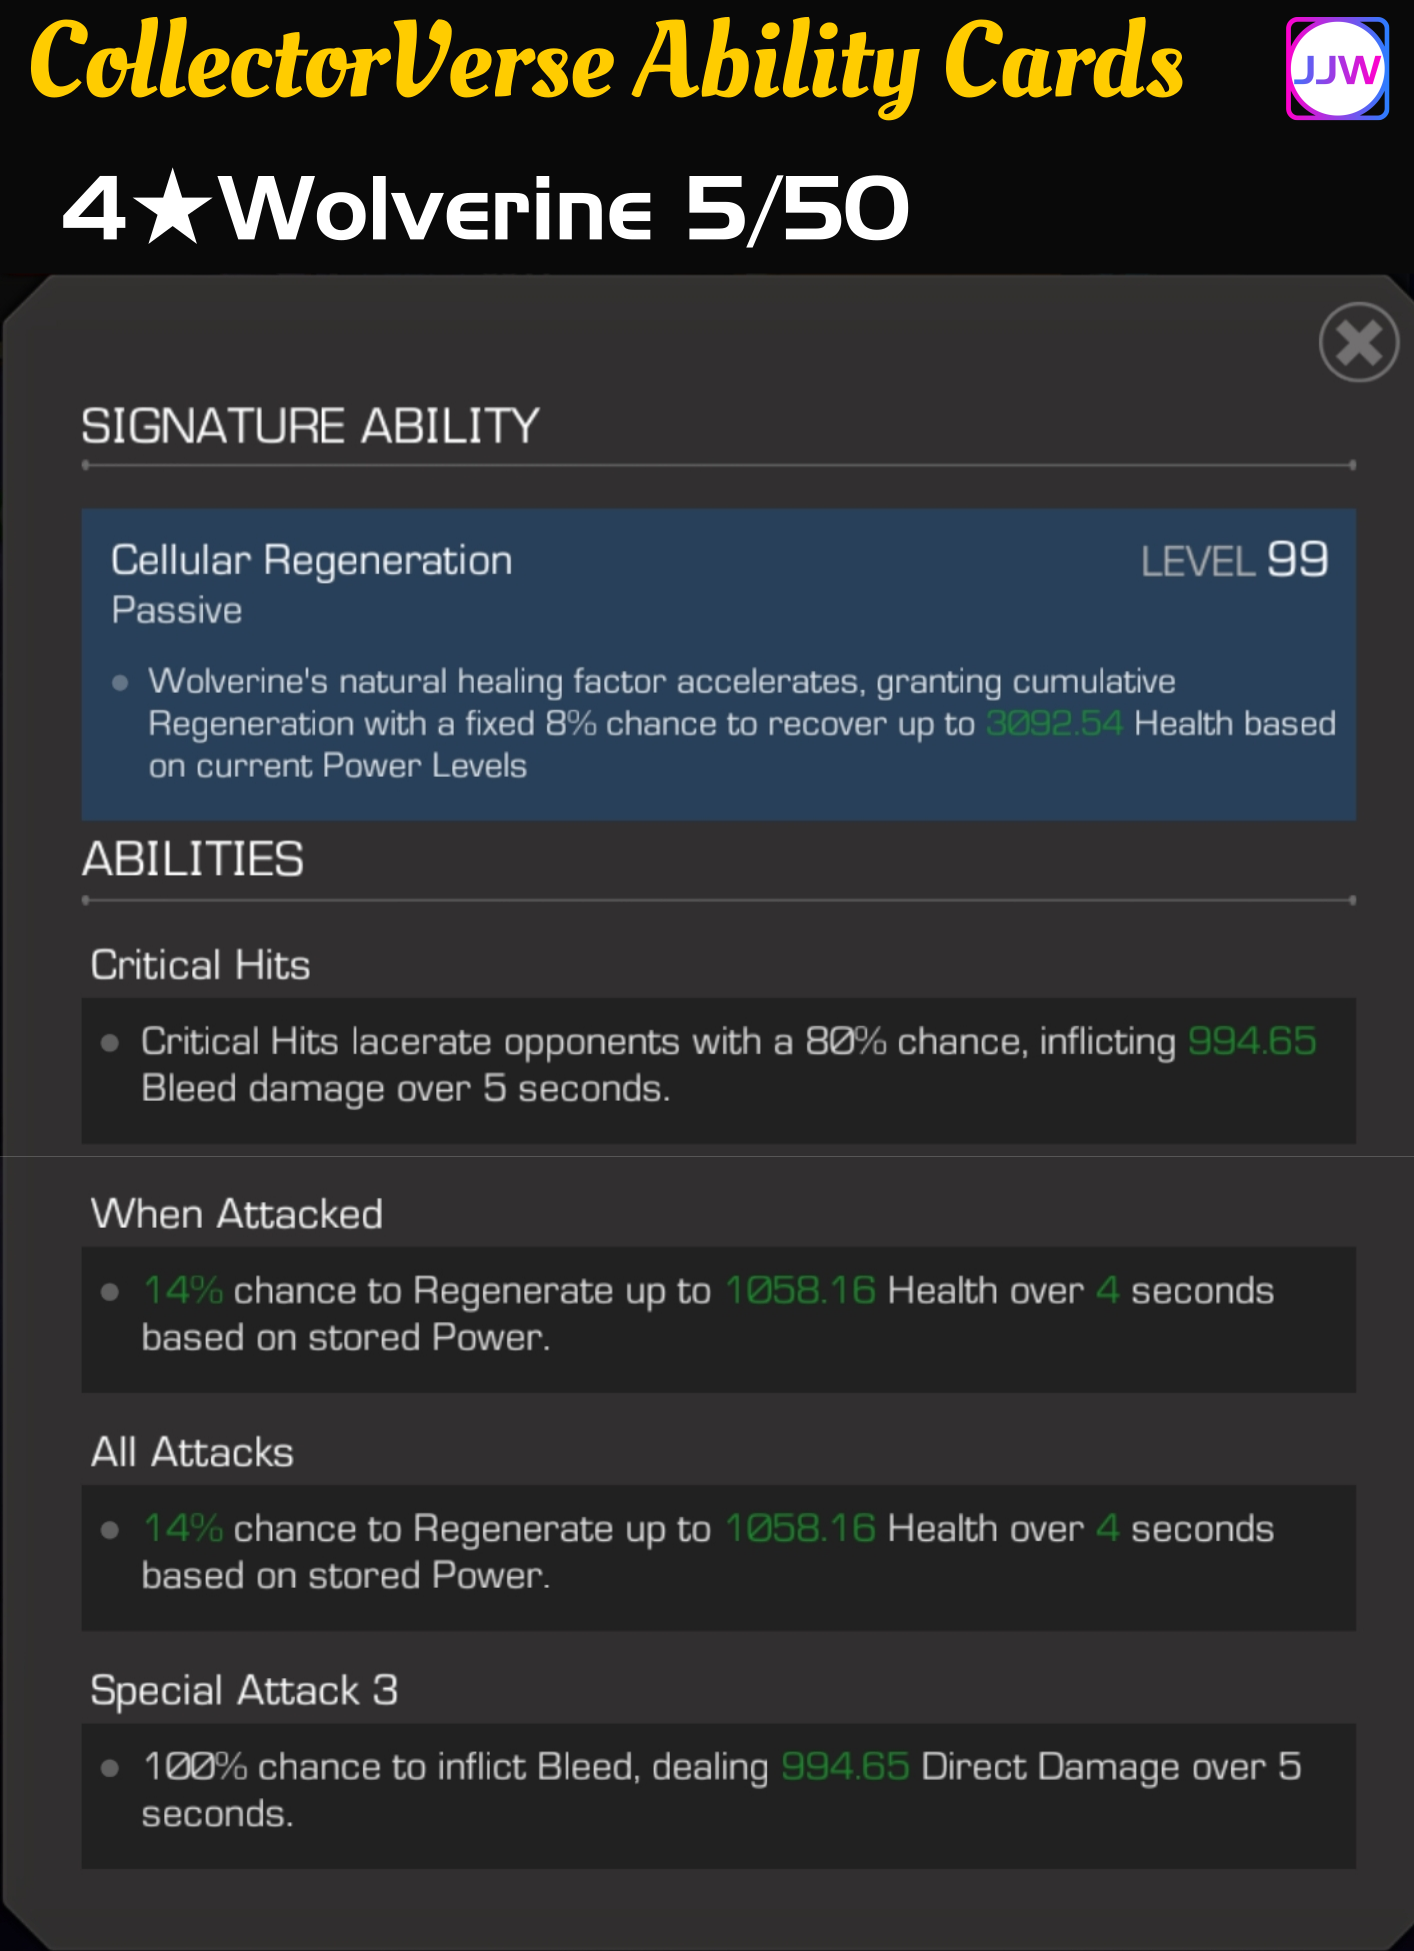 CollectorVerse Ability Cards
JJW
4★Wolverine 5/50
SIGNATURE ABILITY
Cellular Regeneration
LEVEL 99
Passive
Wolverine's natural healing factor accelerates, granting cumulative
Regeneration with a fixed 8% chance to recover up to 3092.54 Health based
on current Power Levels
ABILITIES
Critical Hits
Critical Hits lacerate opponents with a 80% chance, inflicting 994.65
Bleed damage over 5 seconds.
When Attacked
14% chance to Regenerate up to 1058.16 Health over 4 seconds
based on stored Power.
All Attacks
14% chance to Regenerate up to 1058.16 Health over 4 seconds
based on stored Power.
Special Attack 3
100% chance to inflict Bleed, dealing 994.65 Direct Damage over 5
seconds.